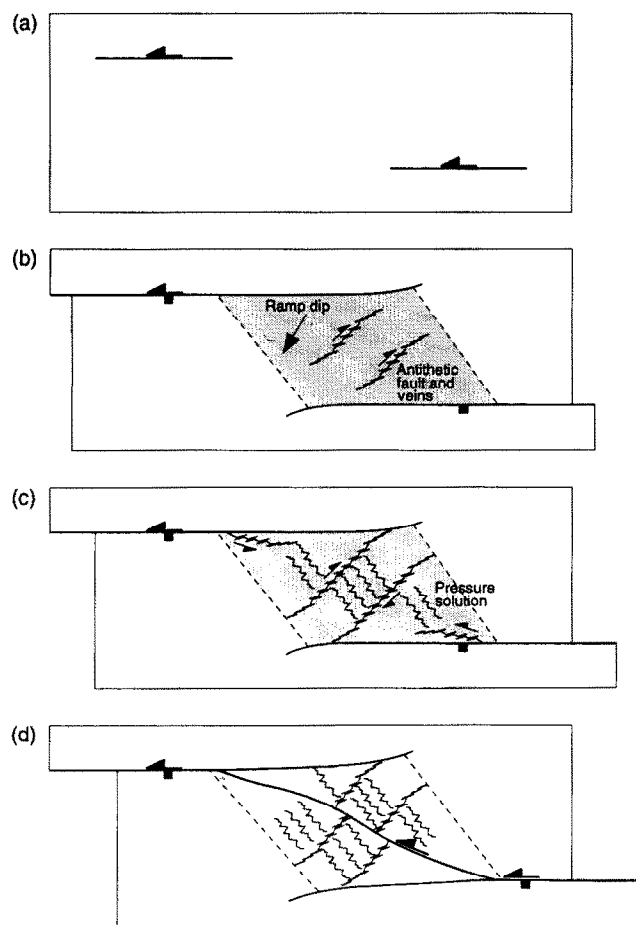 (a)
(b)
Ramp dip
Antithetic
fault and
veins
(c)
Pressure
solution
(d)